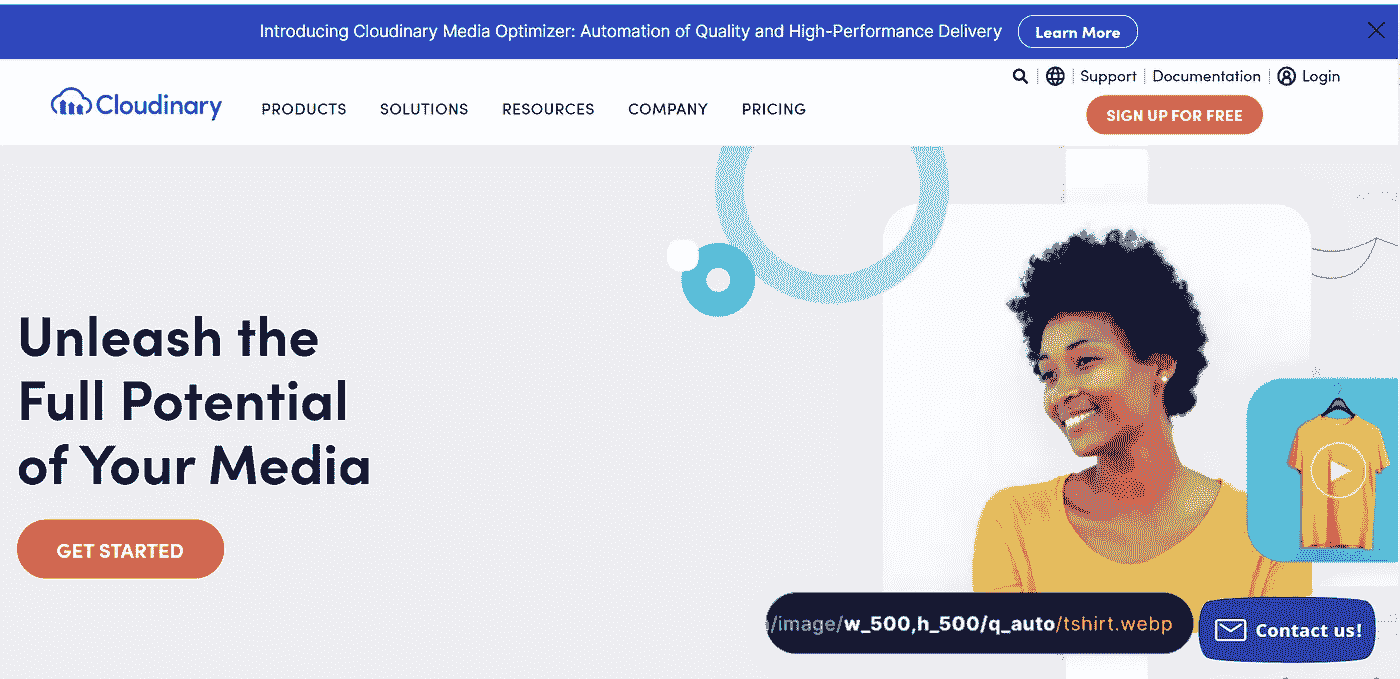 Introducing Cloudinary Media Optimizer: Automation of Quality and High-Performance Delivery Learn More
Support Documentation Login
Cloudinary PRODUCTS SOLUTIONS RESOURCES COMPANY PRICING
SIGN UP FOR FREE
Unleash the
Full Potential
of Your Media
GET STARTED
/image/w_500,h_500/q_auto/tshirt.webp
Contact us!